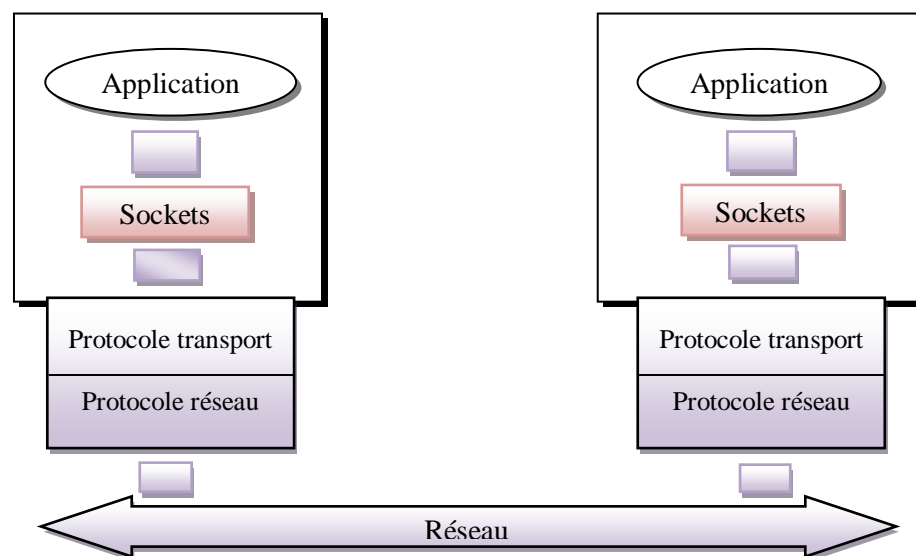 Application
Sockets
Protocole transport
Protocole réseau
Application
Sockets
Protocole transport
Protocole réseau
Réseau